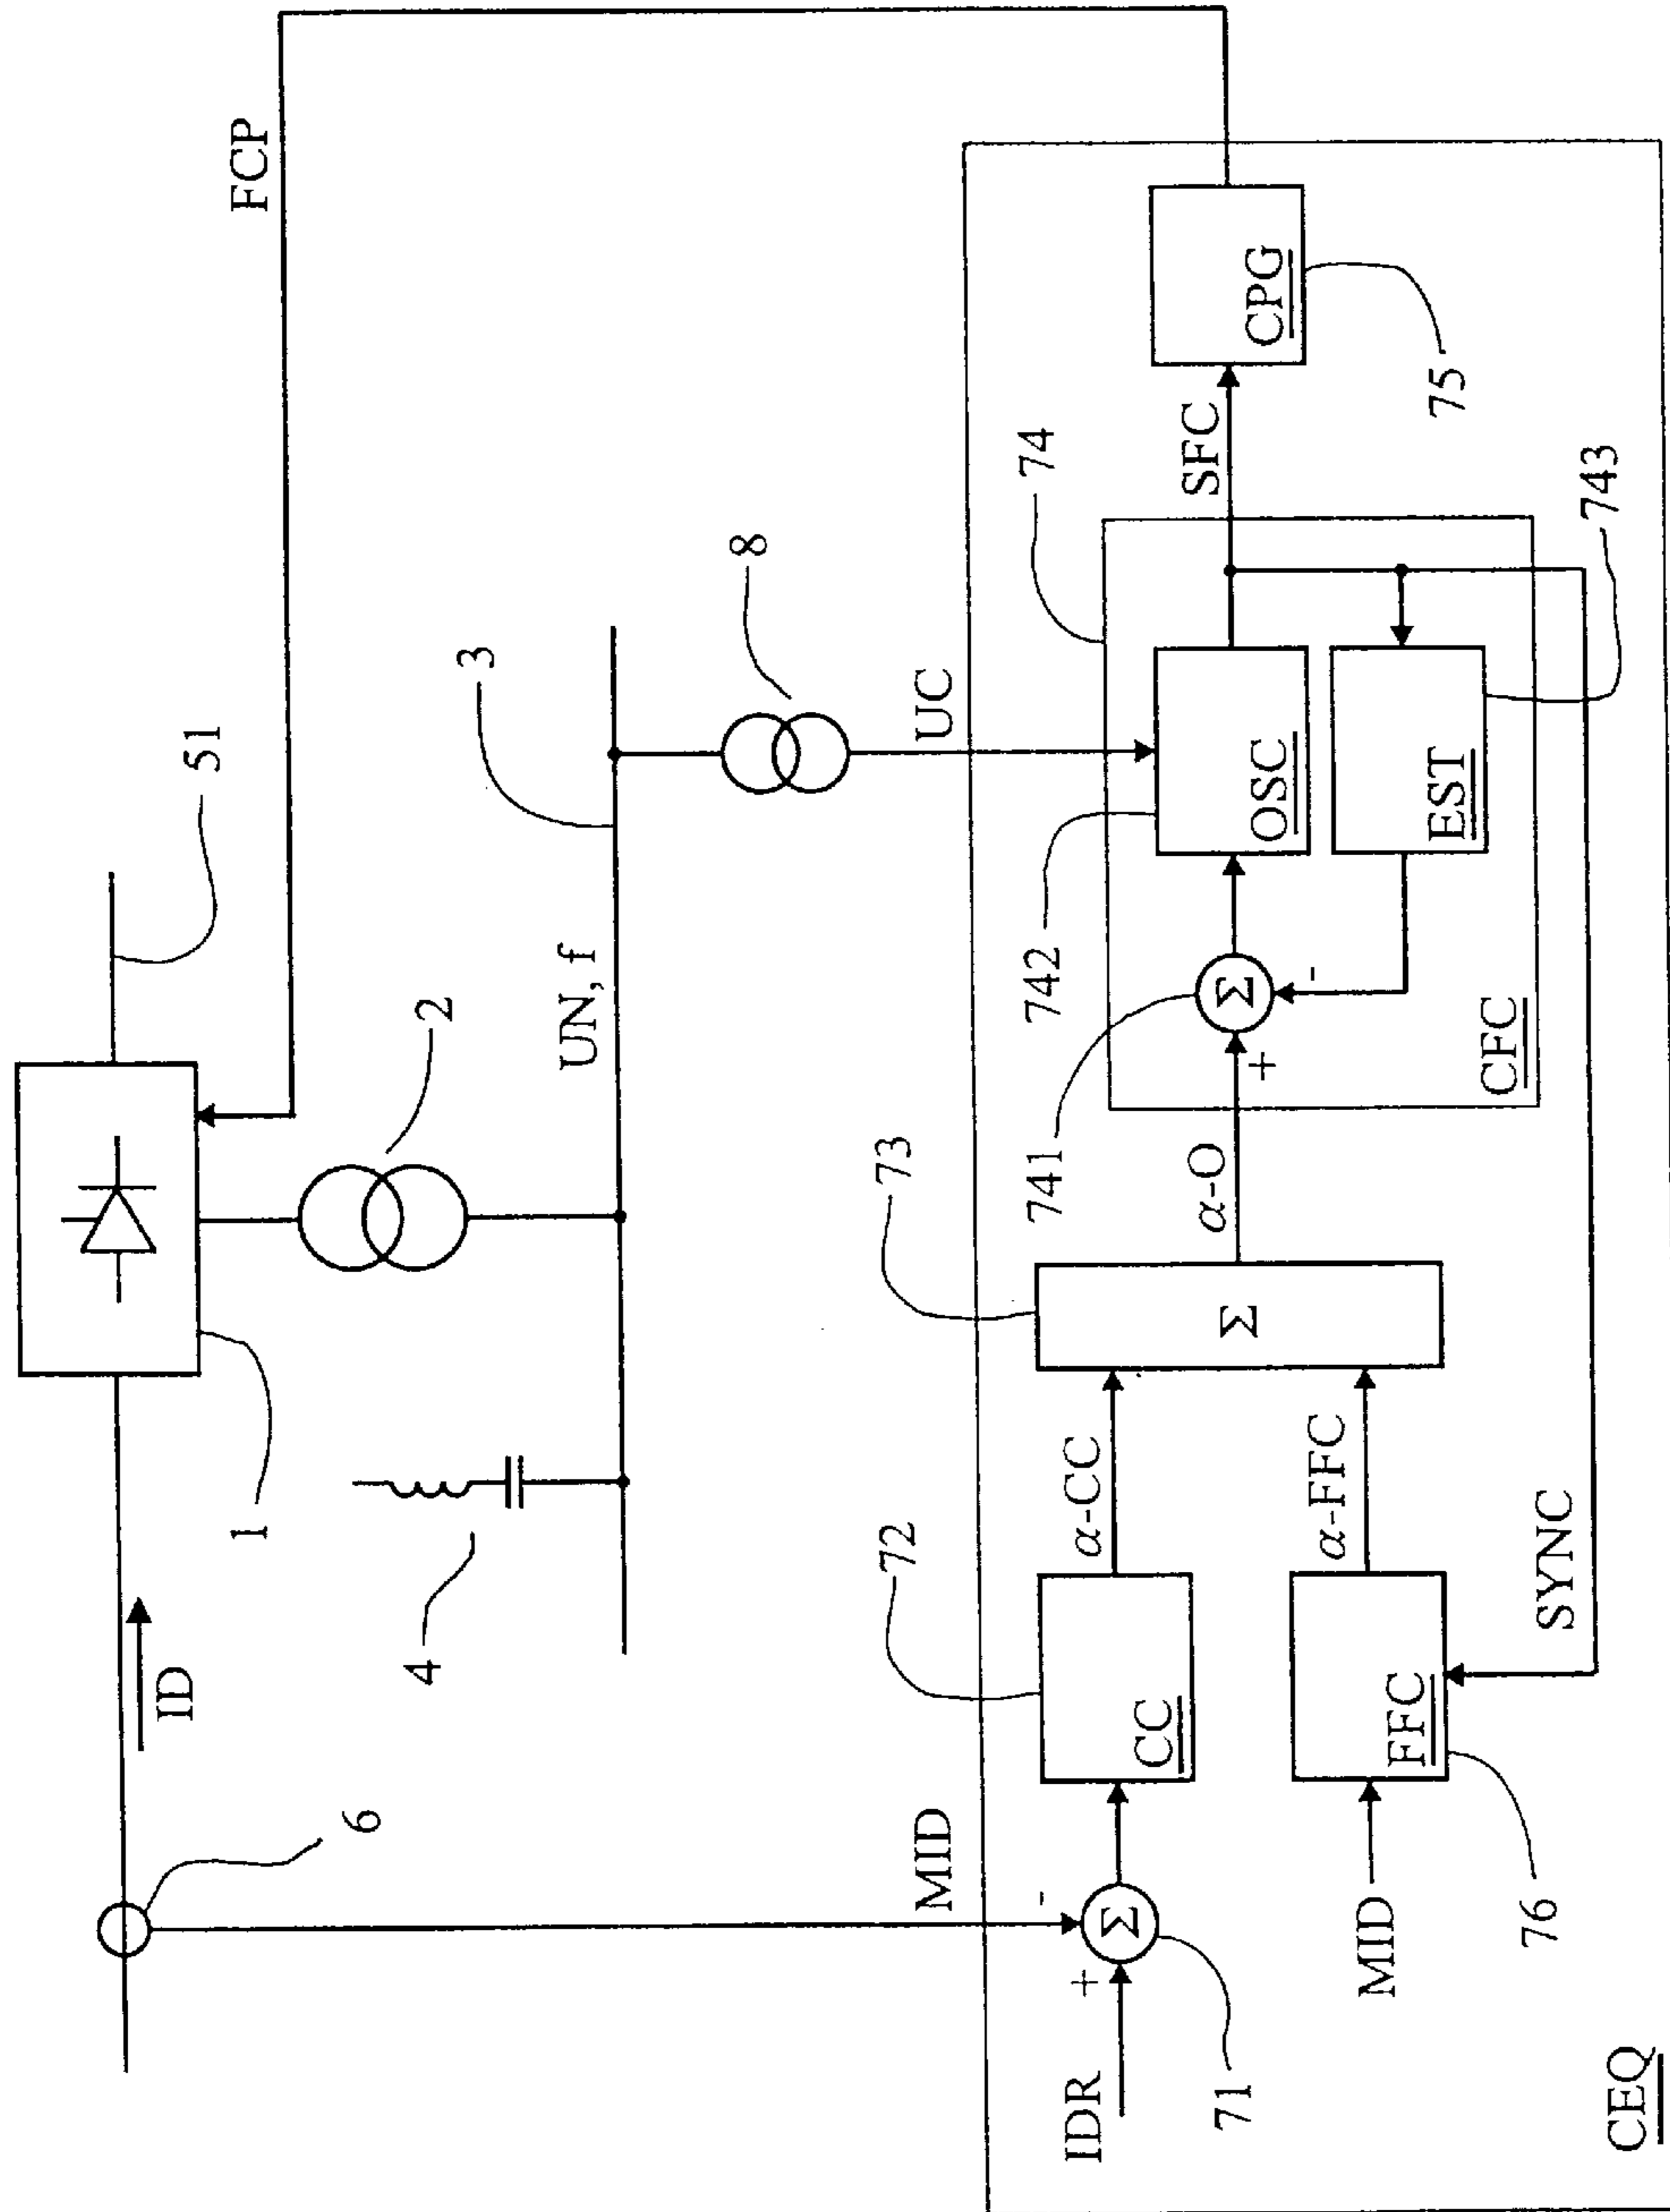 FCP
51
1
ID
6
2
4
UN, f
3
8
UC
MID
74
SFC
CPG
75
743
OSC
742
EST
741
Σ
+
-
CFC
α-O
73
Σ
α-CC
α-FFC
72
CC
FFC
SYNC
76
MID
-
+
Σ
IDR
71
CEQ